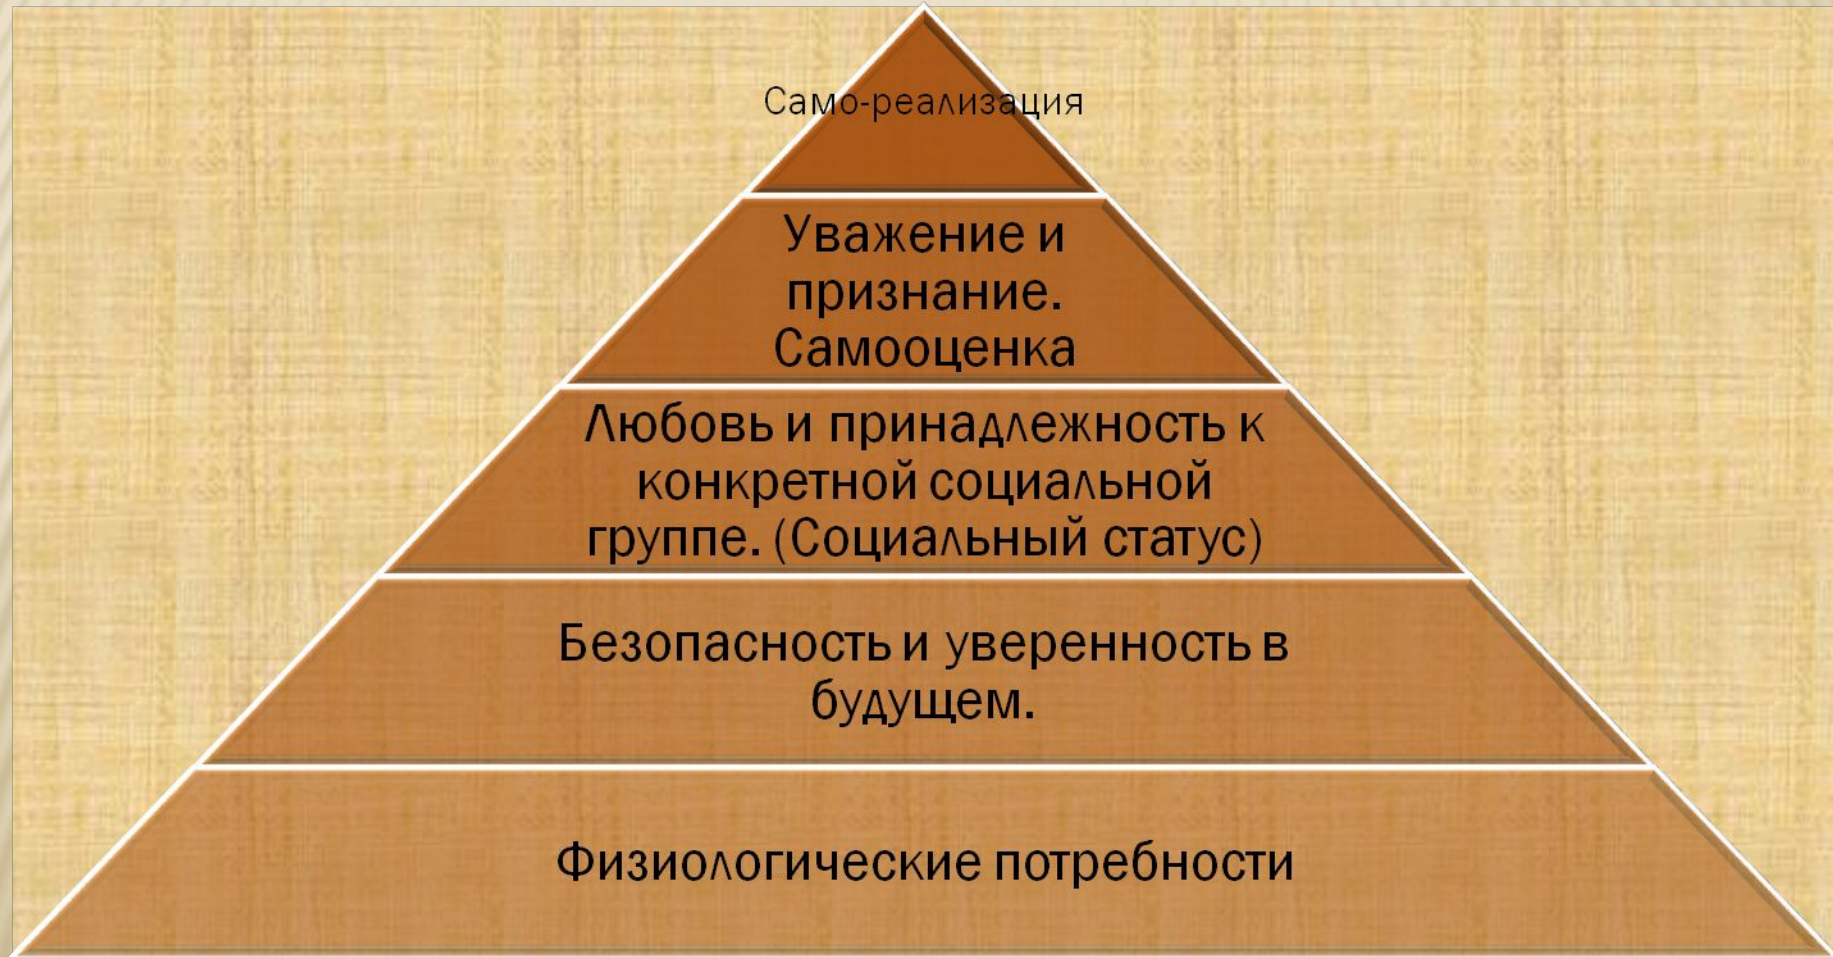 Само-реализация
Уважение и
признание.
Самооценка
Любовь и принадлежность к
конкретной социальной
группе. (Социальный статус)
Безопасность и уверенность в
будущем.
Физиологические потребности